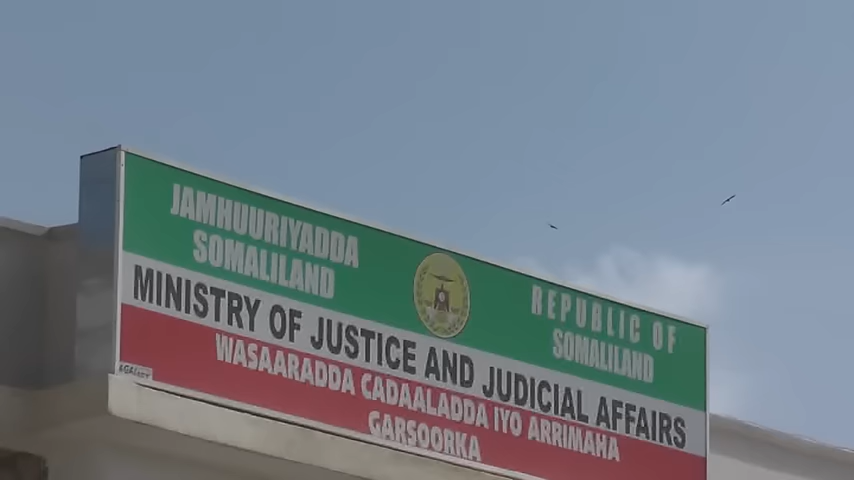 JAMHUURIYADDA
SOMALILAND
REPUBLIC OF
SOMALILAND
MINISTRY OF JUSTICE AND JUDICIAL AFFAIRS
WASAARADDA CADAALADDA IYO ARRIMAHA
GARSOORKA